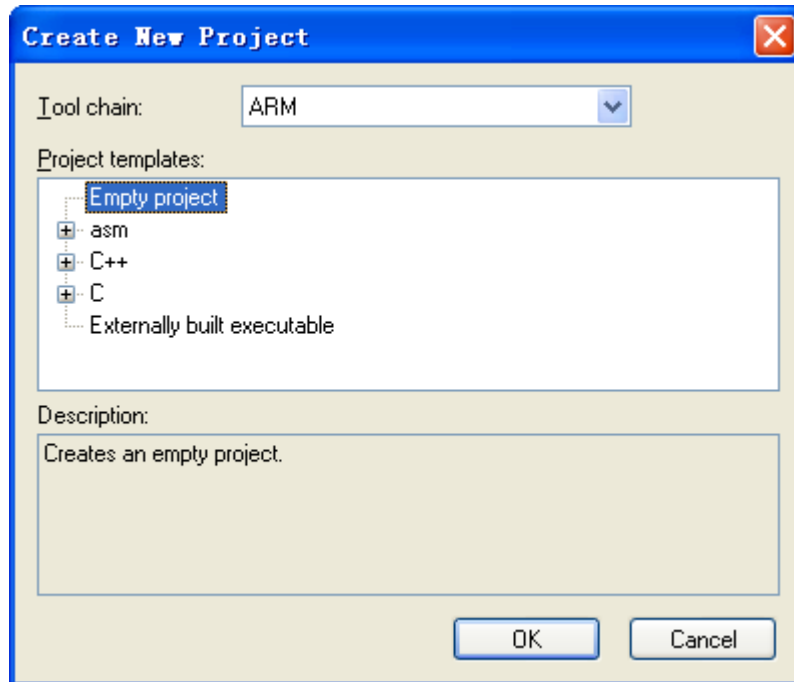 Create New Project
Tool chain: ARM
Project templates:
Empty project
asm
C++
C
Externally built executable
Description:
Creates an empty project.
OK Cancel